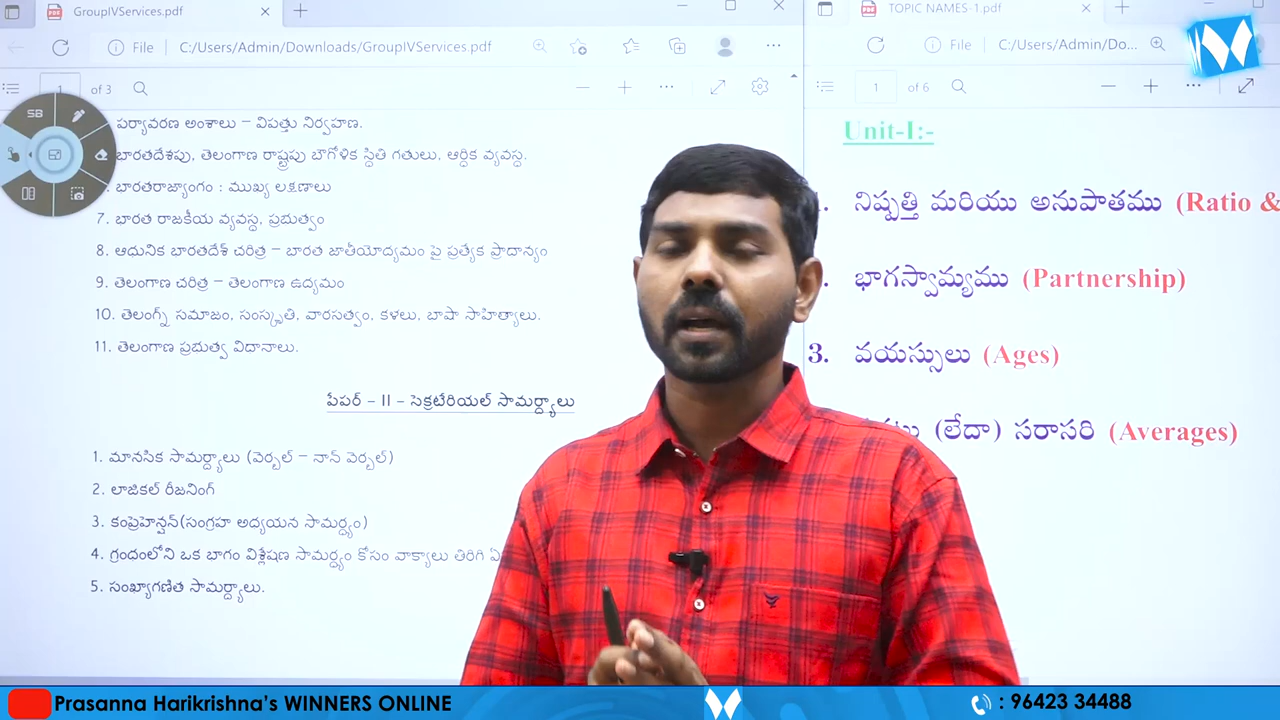 GroupIVServices.pdf
File C:/Users/Admin/Downloads/GroupIVServices.pdf
1 of 3
SB
పర్యావరణ అంశాలు – విపత్తు నిర్వహణ.
బారతదేశపు, తెలంగాణ రాష్ట్రపు బౌగోళిక స్థితి గతులు, ఆర్ధిక వ్యవస్థ.
బారతరాజ్యాంగం : ముఖ్య లక్షణాలు
7. భారత రాజకీయ వ్యవస్థ, ప్రభుత్వం
8. ఆధునిక భారతదేశ్ చరిత్ర – బారత జాతీయోద్యమం పై ప్రత్యేక ప్రాదాన్యం
9. తెలంగాణ చరిత్ర – తెలంగాణ ఉద్యమం
10. తెలంగ్న్ సమాజం, సంస్కృతి, వారసత్వం, కళలు, బాషా సాహిత్యాలు.
11. తెలంగాణ ప్రభుత్వ విదానాలు.
పేపర్ – II – సెక్రటేరియల్ సామర్ద్యాలు
1. మానసిక సామర్ద్యాలు (వెర్బల్ – నాన్ వెర్బల్)
2. లాజికల్ రీజనింగ్
3. కంప్రెహెన్షన్(సంగ్రహ అధ్యయన సామర్ధ్యం)
4. గ్రందంలోని ఒక భాగం విశ్లేషణ సామర్ధ్యం కోసం వాక్యాలు తిరిగి ఏ
5. సంఖ్యాగణిత సామర్ద్యాలు.
TOPIC NAMES-1.pdf
File C:/Users/Admin/Do...
1 of 6
Unit-I:-
నిష్పత్తి మరియు అనుపాతము (Ratio &
భాగస్వామ్యము (Partnership)
3. వయస్సులు (Ages)
(లేదా) సరాసరి (Averages)
Prasanna Harikrishna's WINNERS ONLINE
: 96423 34488